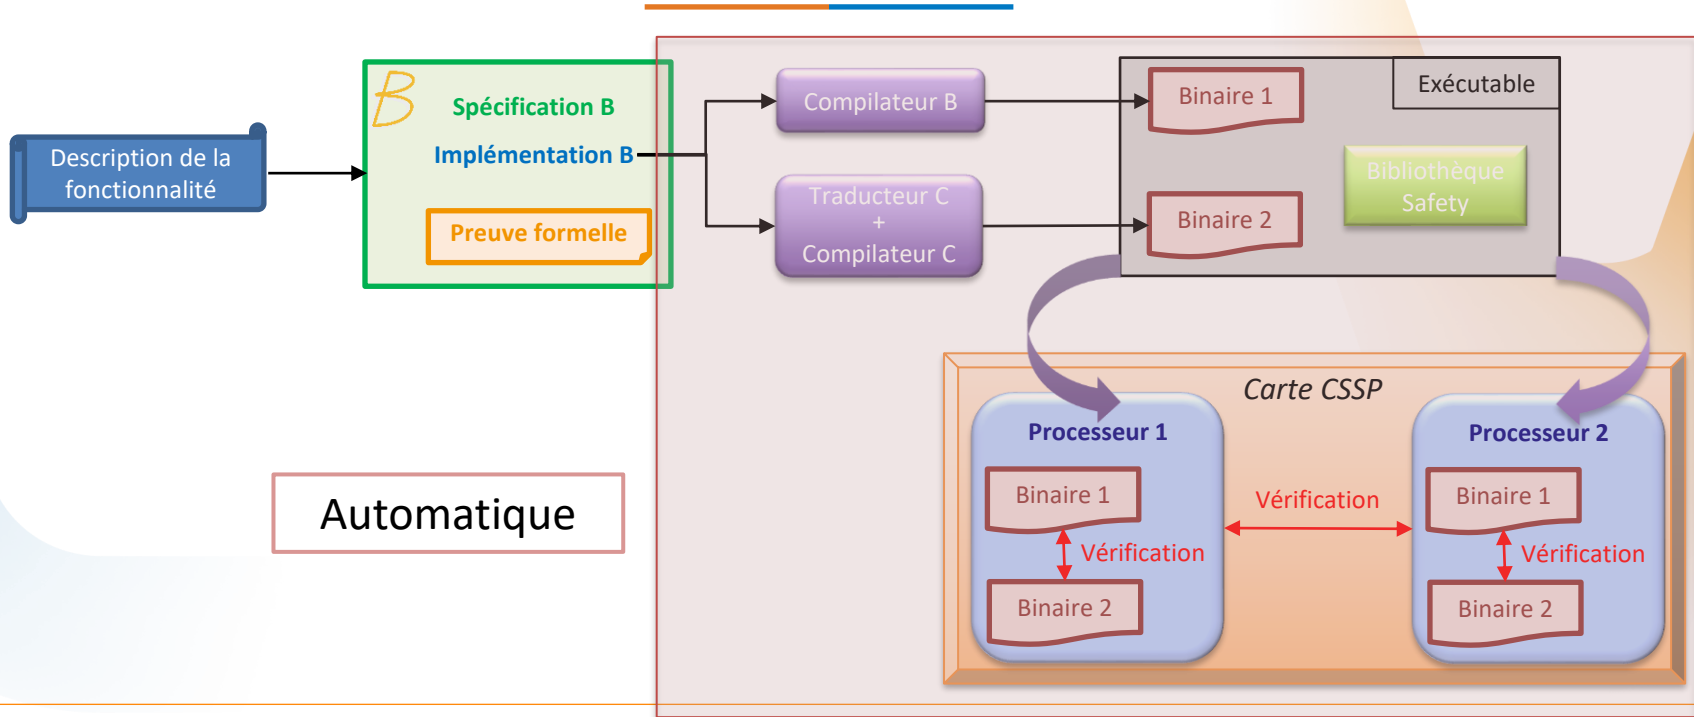 B
Spécification B
Implémentation B
Preuve formelle
Description de la
fonctionnalité
Compilateur B
Traducteur C
+
Compilateur C
Binaire 1
Binaire 2
Exécutable
Bibliothèque
Safety
Carte CSSP
Processeur 1
Binaire 1
Vérification
Binaire 2
Vérification
Processeur 2
Binaire 1
Vérification
Binaire 2
Automatique